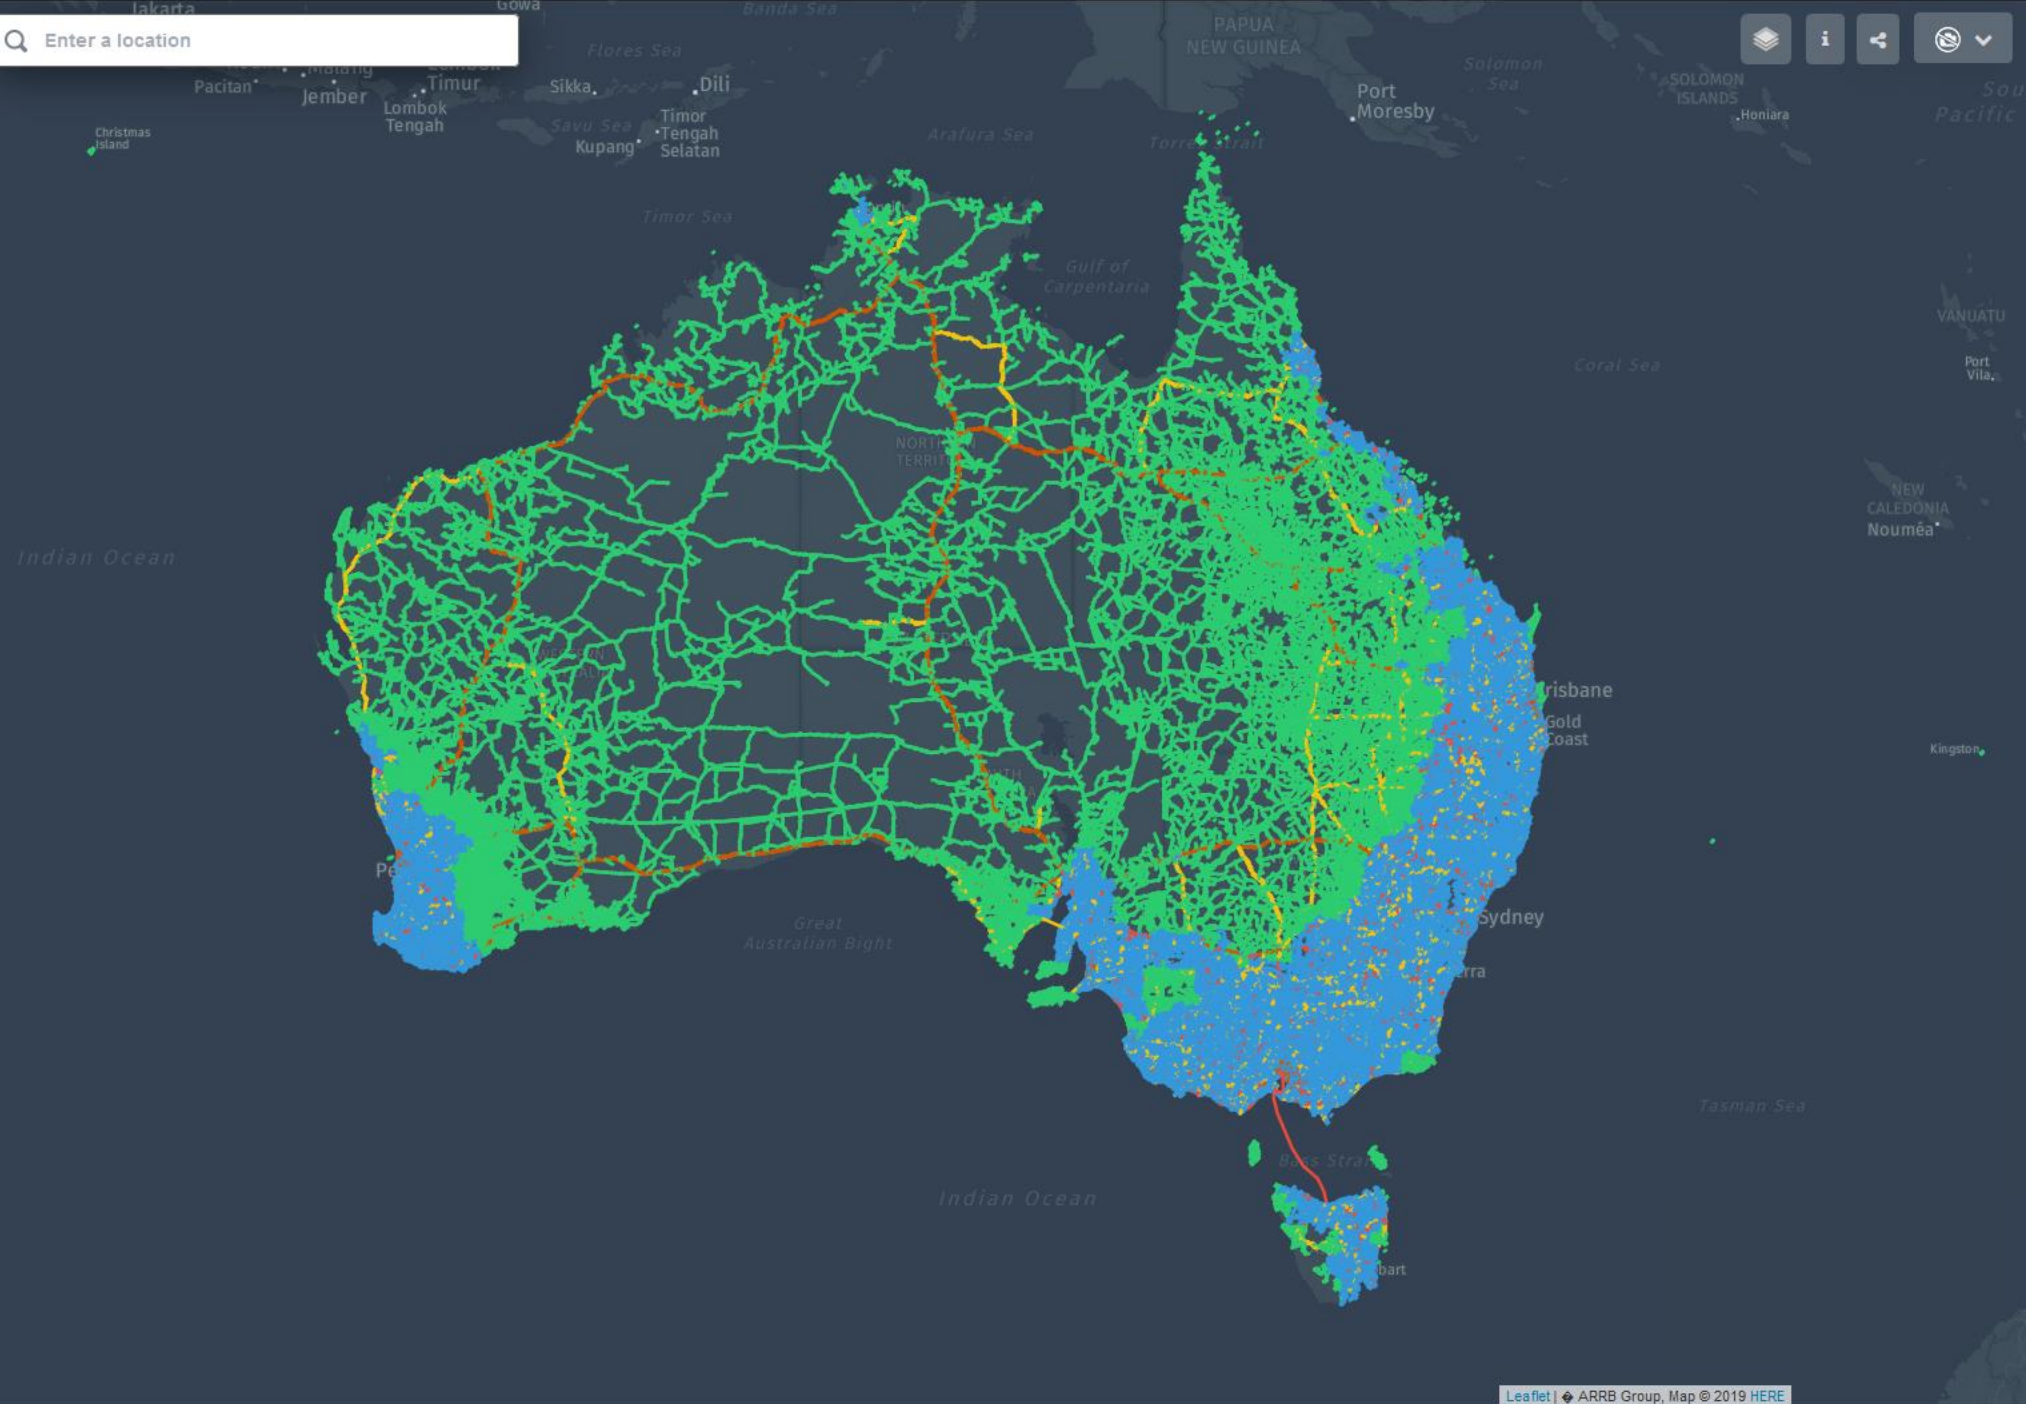 Jakarta
Gowa
Banda Sea
Enter a location
PAPUA
NEW GUINEA
Flores Sea
Solomon
Sea
Malang
Pacitan
Jember
Timur
Lombok
Tengah
Sikka
Dili
Savu Sea
Kupang
Timor
Tengah
Selatan
Port
Moresby
SOLOMON
ISLANDS
Honiara
Pacific
Christmas
Island
Arafura Sea
Timor Sea
Gulf of
Carpentaria
VANUATU
Coral Sea
Port
Vila
NEW
CALEDONIA
Nouméa
Indian Ocean
risbane
Gold
Coast
Kingston
Sydney
Great
Australian Bight
rra
Tasman Sea
Indian Ocean
bart
Leaflet | � ARRB Group, Map © 2019 HERE